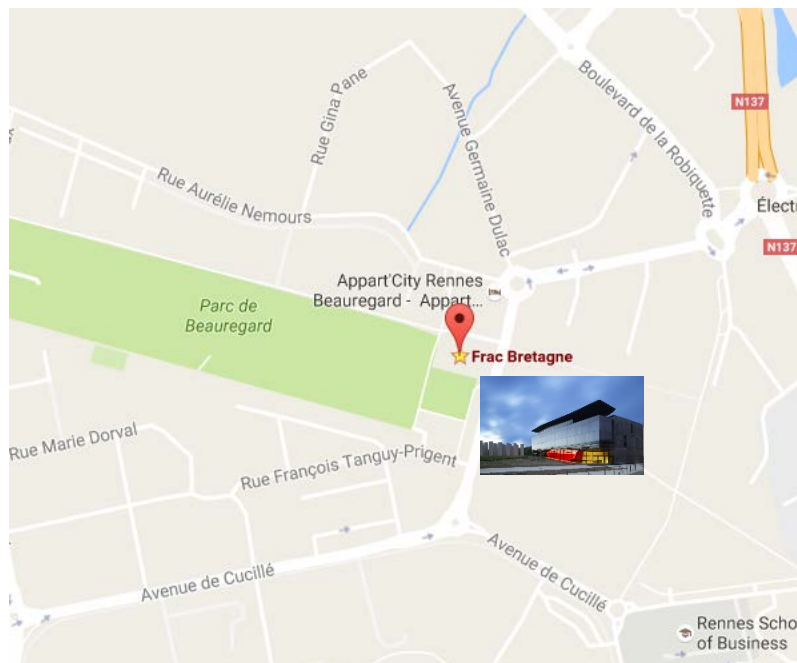 N137
Boulevard de la Robiquette
Rue Gina Pane
Avenue Germaine Dulac
Rue Aurélie Nemours
Élect
N137
Appart'City Rennes
Beauregard - Appart...
Parc de
Beauregard
Frac Bretagne
Rue Marie Dorval
Rue François Tanguy-Prigent
Avenue de Cucillé
Avenue de Cucillé
Rennes Scho
of Business